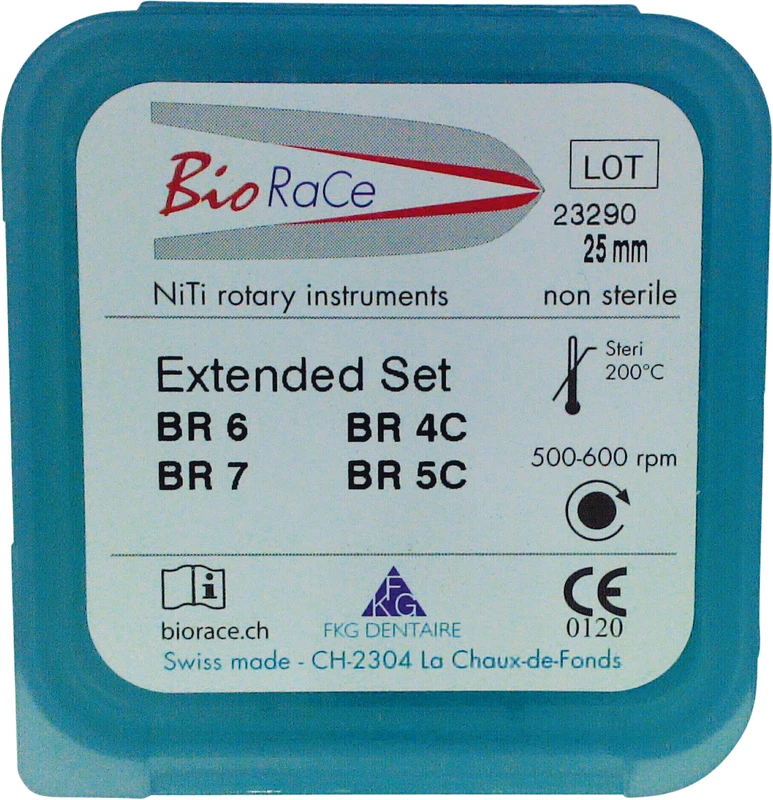 Bio RaCe
LOT
23290
25 mm
NiTi rotary instruments
non sterile
Extended Set
Steri
200°C
BR 6 BR 4C
BR 7 BR 5C
500-600 rpm
i
biorace.ch
FKG
FKG DENTAIRE
CE
0120
Swiss made - CH-2304 La Chaux-de-Fonds